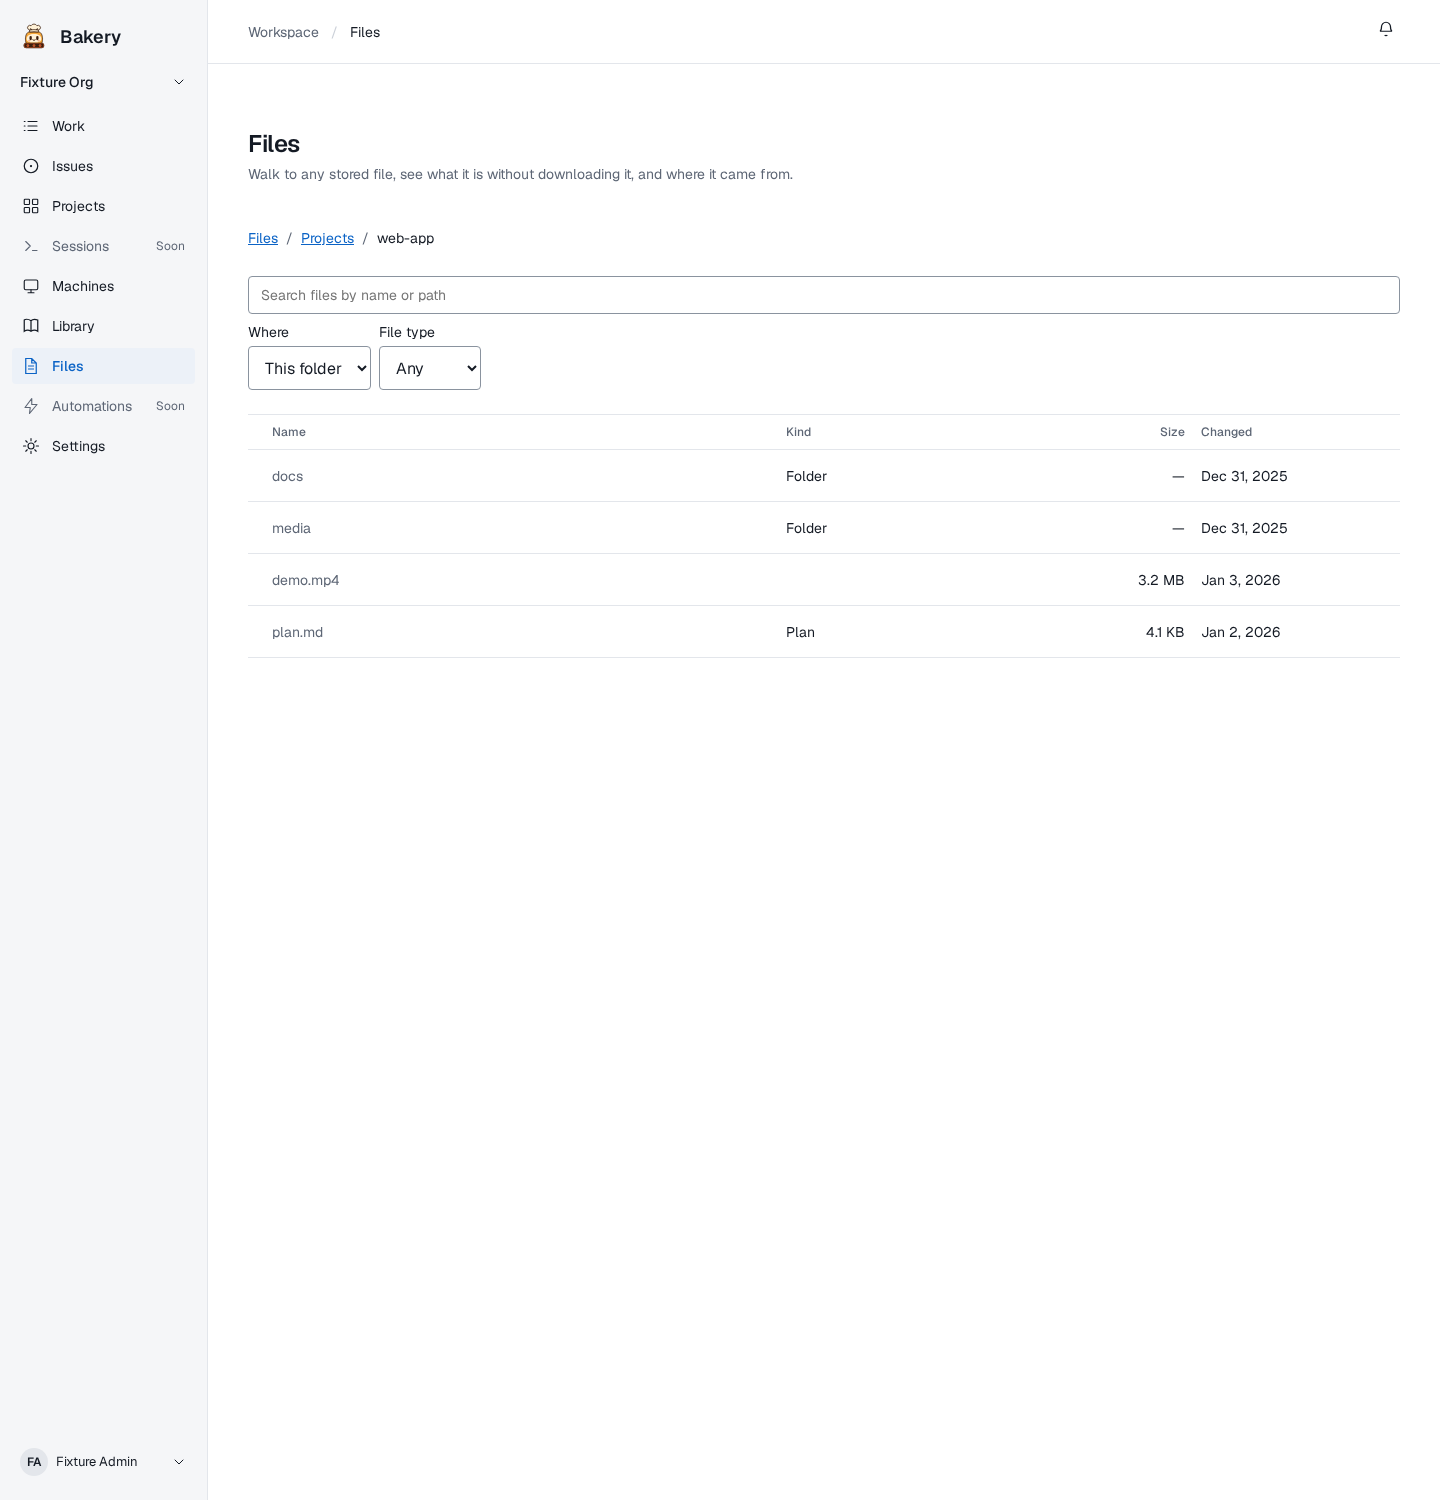 Bakery
Fixture Org
Work
Issues
Projects
Sessions Soon
Machines
Library
Files
Automations Soon
Settings
FA Fixture Admin
Workspace / Files
Files
Walk to any stored file, see what it is without downloading it, and where it came from.
Files / Projects / web-app
Search files by name or path
Where File type
This folder Any
Name Kind Size Changed
docs Folder — Dec 31, 2025
media Folder — Dec 31, 2025
demo.mp4 3.2 MB Jan 3, 2026
plan.md Plan 4.1 KB Jan 2, 2026